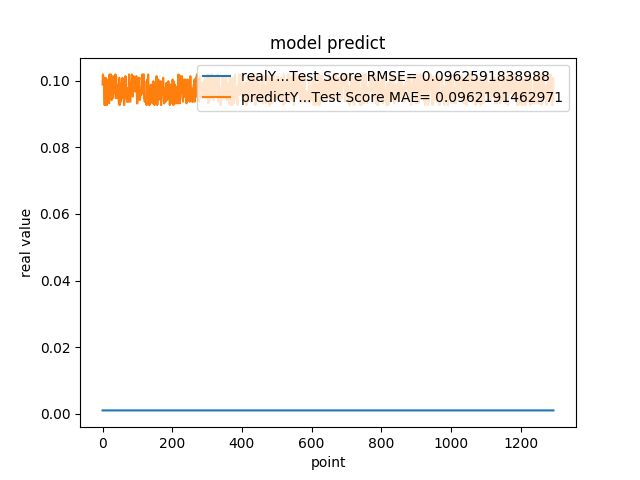 model predict
realY...Test Score RMSE= 0.0962591838988
predictY...Test Score MAE= 0.0962191462971
0.10
0.08
0.06
0.04
0.02
0.00
real value
0 200 400 600 800 1000 1200
point